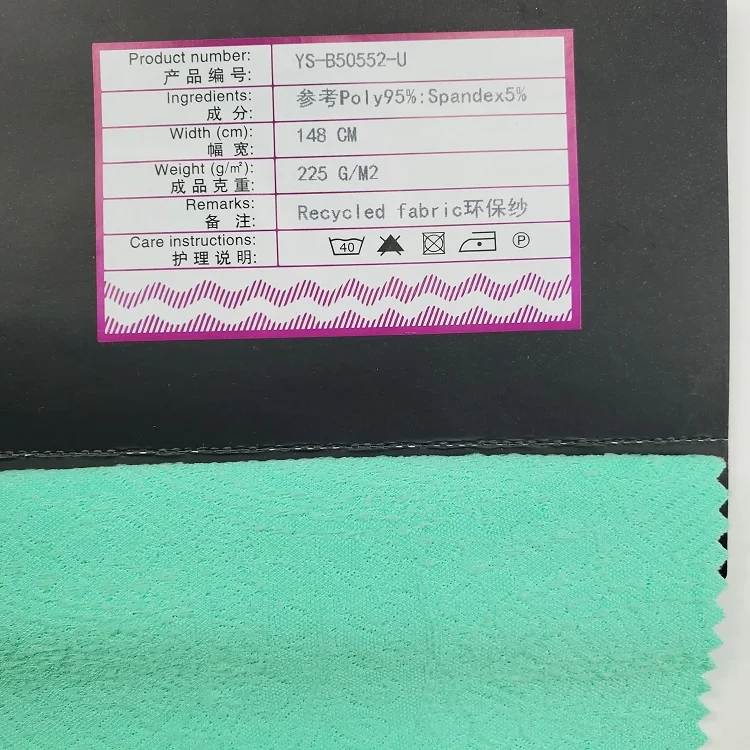 Product number: YS-B50552-U
产品编号:
Ingredients: 参考Poly95%:Spandex5%
成分:
Width (cm): 148 CM
幅宽:
Weight (g/㎡): 225 G/M2
成品克重:
Remarks: Recycled fabric环保纱
备注:
Care instructions: 40 P
护理说明: